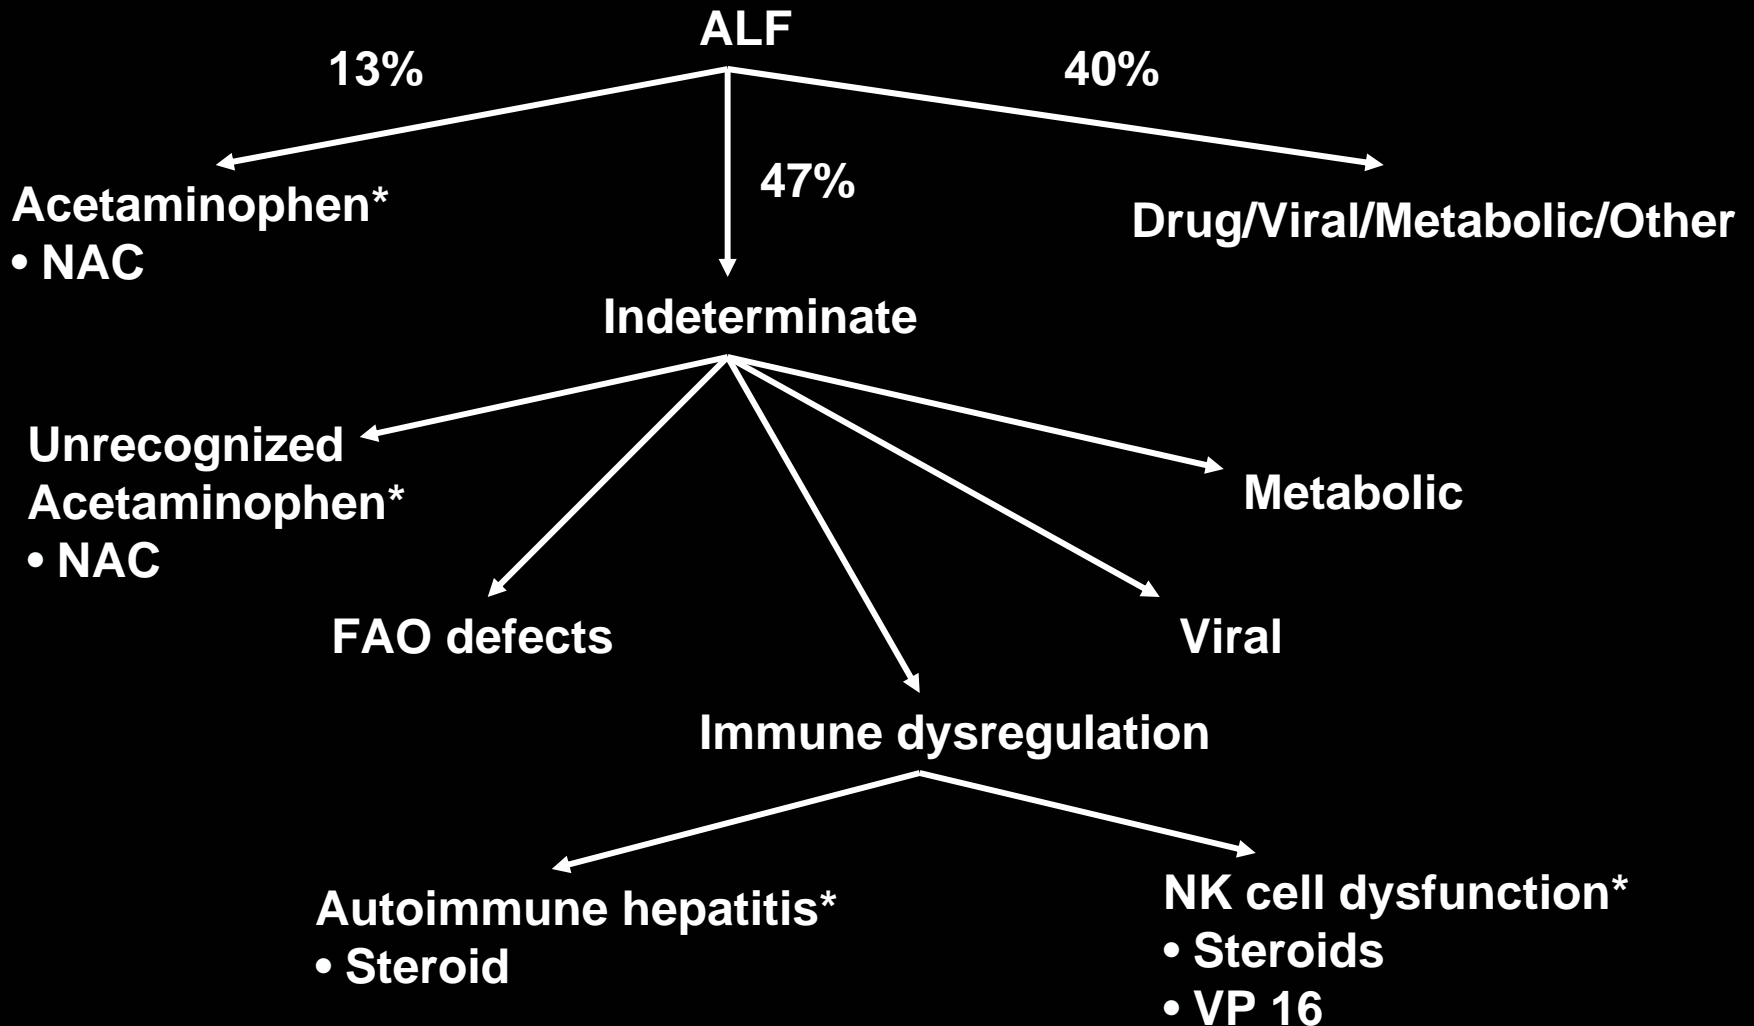 ALF
13%
40%
47%
Acetaminophen*
• NAC
Drug/Viral/Metabolic/Other
Indeterminate
Unrecognized
Acetaminophen*
• NAC
Metabolic
FAO defects
Viral
Immune dysregulation
Autoimmune hepatitis*
• Steroid
NK cell dysfunction*
• Steroids
• VP 16